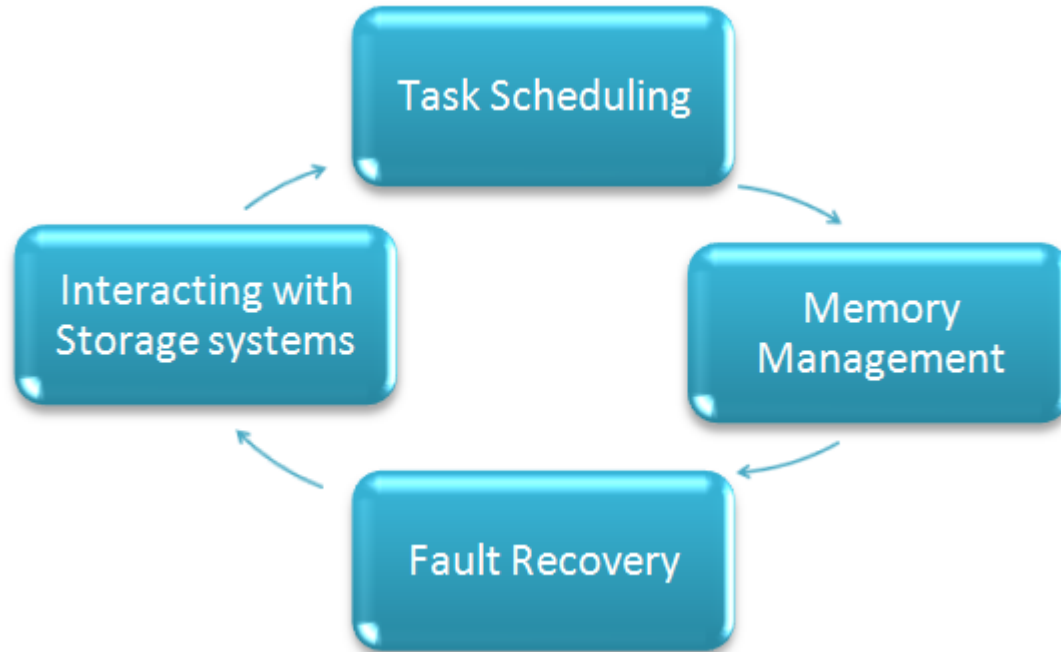 Task Scheduling
Interacting with
Storage systems
Memory
Management
Fault Recovery